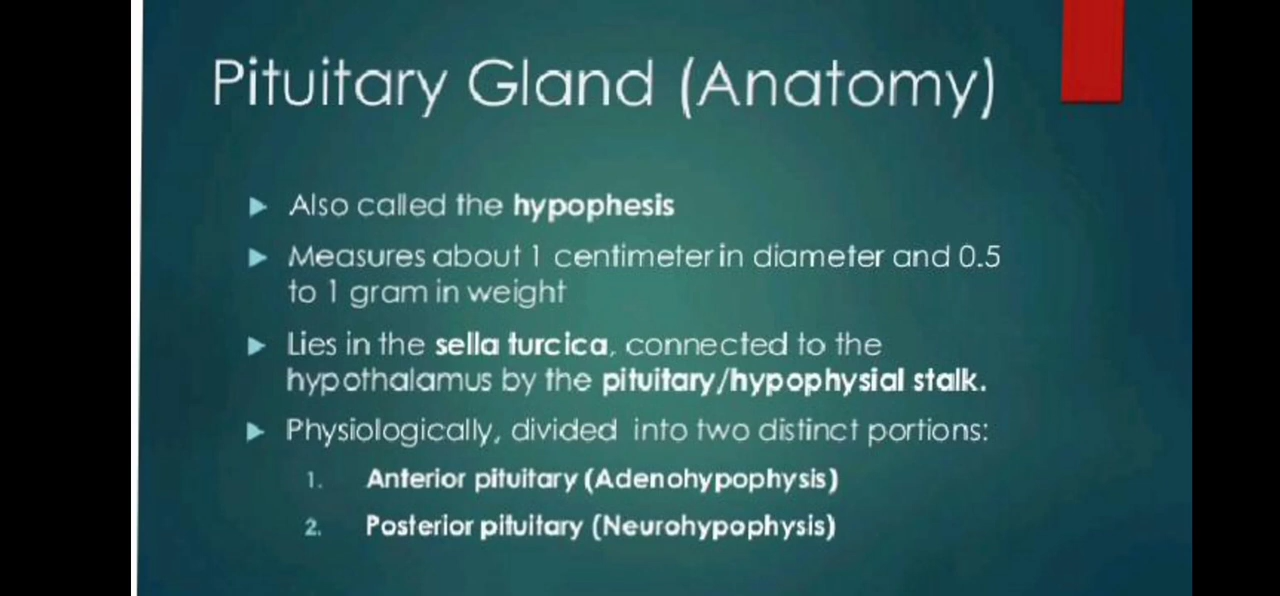 Pituitary Gland (Anatomy)
Also called the hypophesis
Measures about 1 centimeter in diameter and 0.5
to 1 gram in weight
Lies in the sella turcica, connected to the
hypothalamus by the pituitary/hypophysial stalk.
Physiologically, divided into two distinct portions:
1. Anterior pituitary (Adenohypophysis)
2. Posterior pituitary (Neurohypophysis)